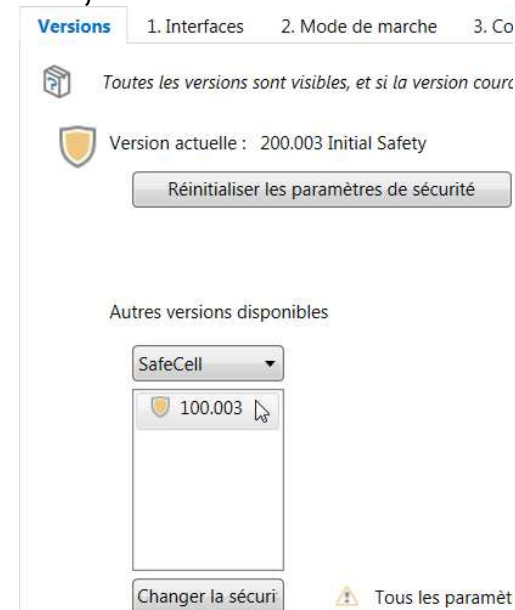 Versions 1. Interfaces 2. Mode de marche 3. Co
Toutes les versions sont visibles, et si la version coura
Version actuelle : 200.003 Initial Safety
Réinitialiser les paramètres de sécurité
Autres versions disponibles
SafeCell
100.003
Changer la sécuri
Tous les paramèt